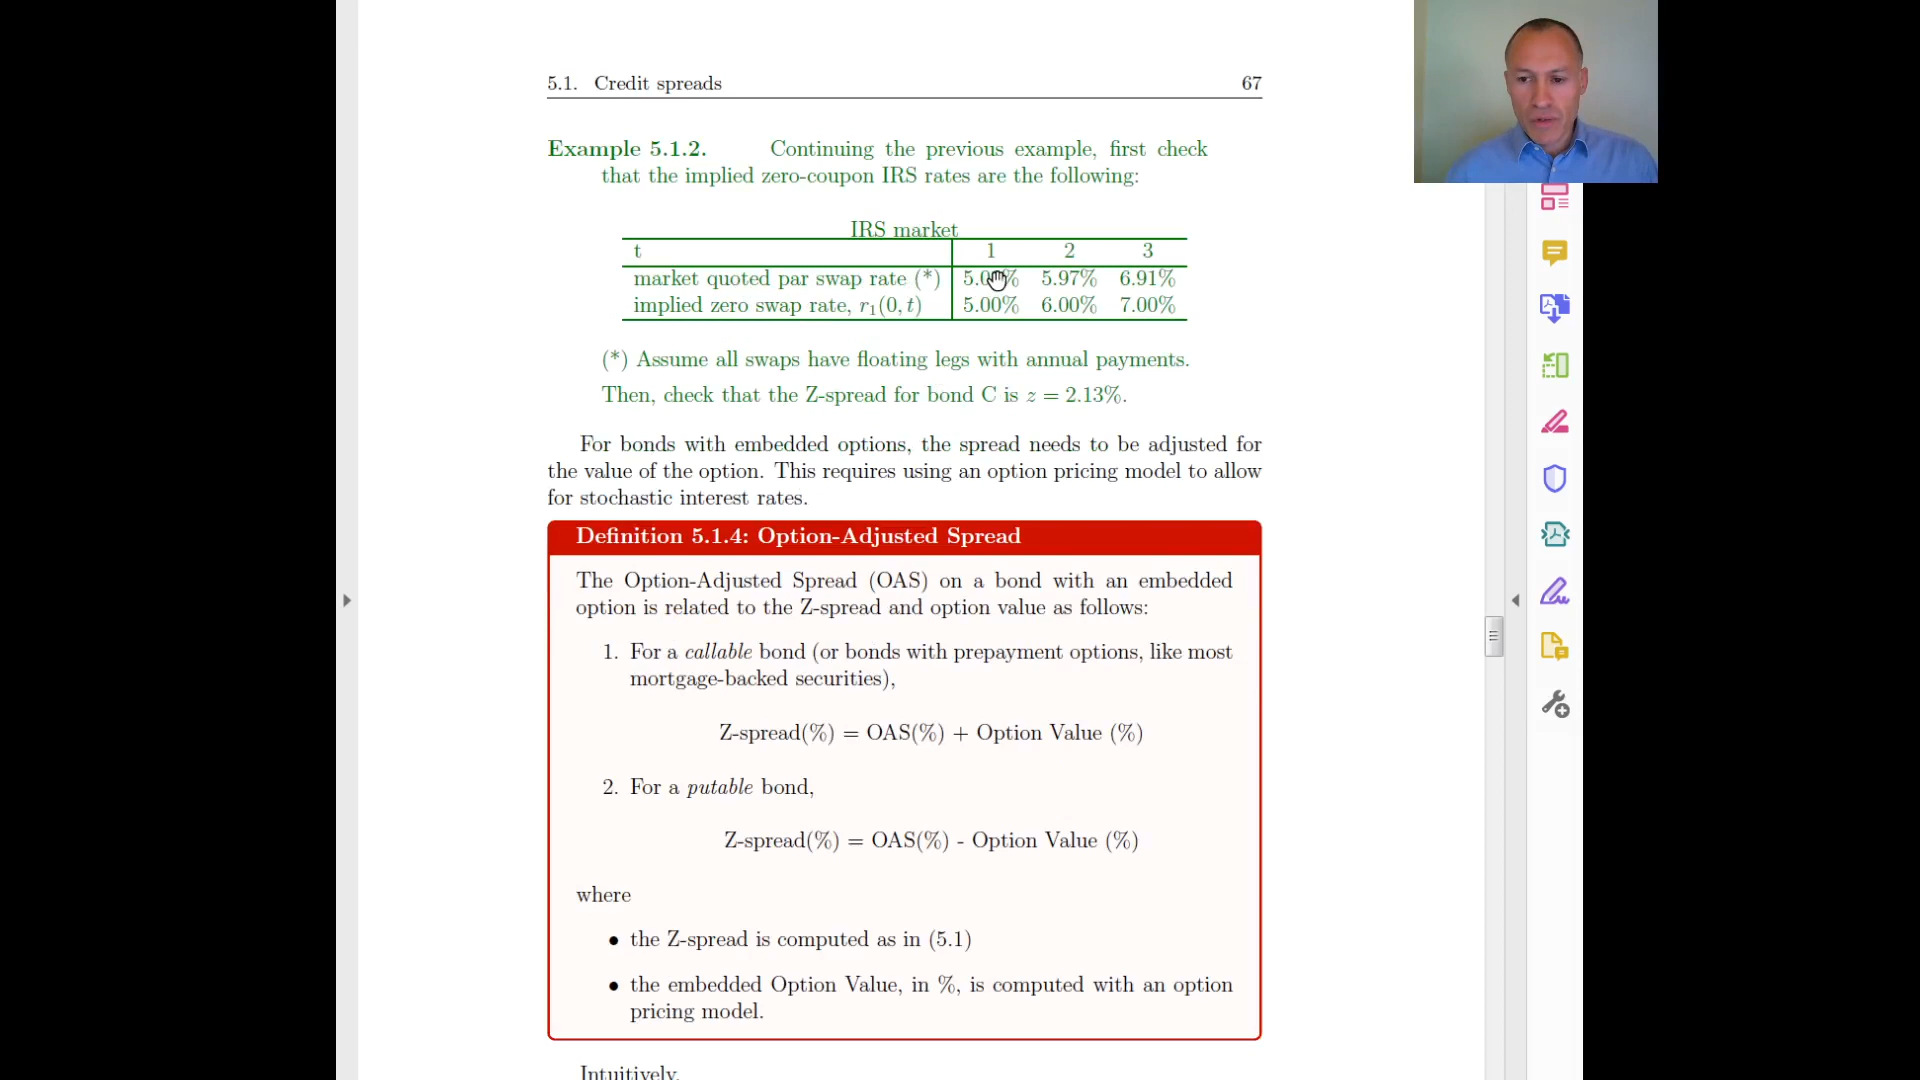 5.1. Credit spreads 67
Example 5.1.2. Continuing the previous example, first check
that the implied zero-coupon IRS rates are the following:
IRS market
t 1 2 3
market quoted par swap rate (*) 5.97% 6.91%
implied zero swap rate, r₁(0, t) 5.00% 6.00% 7.00%
(*) Assume all swaps have floating legs with annual payments.
Then, check that the Z-spread for bond C is z = 2.13%.
For bonds with embedded options, the spread needs to be adjusted for
the value of the option. This requires using an option pricing model to allow
for stochastic interest rates.
Definition 5.1.4: Option-Adjusted Spread
The Option-Adjusted Spread (OAS) on a bond with an embedded
option is related to the Z-spread and option value as follows:
1. For a callable bond (or bonds with prepayment options, like most
mortgage-backed securities),
Z-spread(%) = OAS(%) + Option Value (%)
2. For a putable bond,
Z-spread(%) = OAS(%) - Option Value (%)
where
• the Z-spread is computed as in (5.1)
• the embedded Option Value, in %, is computed with an option
pricing model.
Intuitively,